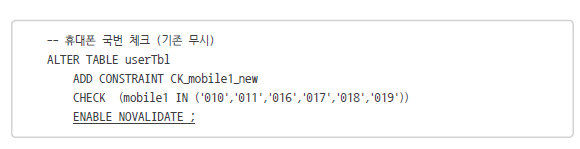 -- 휴대폰 국번 체크 (기존 무시)
ALTER TABLE userTbl
ADD CONSTRAINT CK_mobile1_new
CHECK (mobile1 IN ('010','011','016','017','018','019'))
ENABLE NOVALIDATE ;